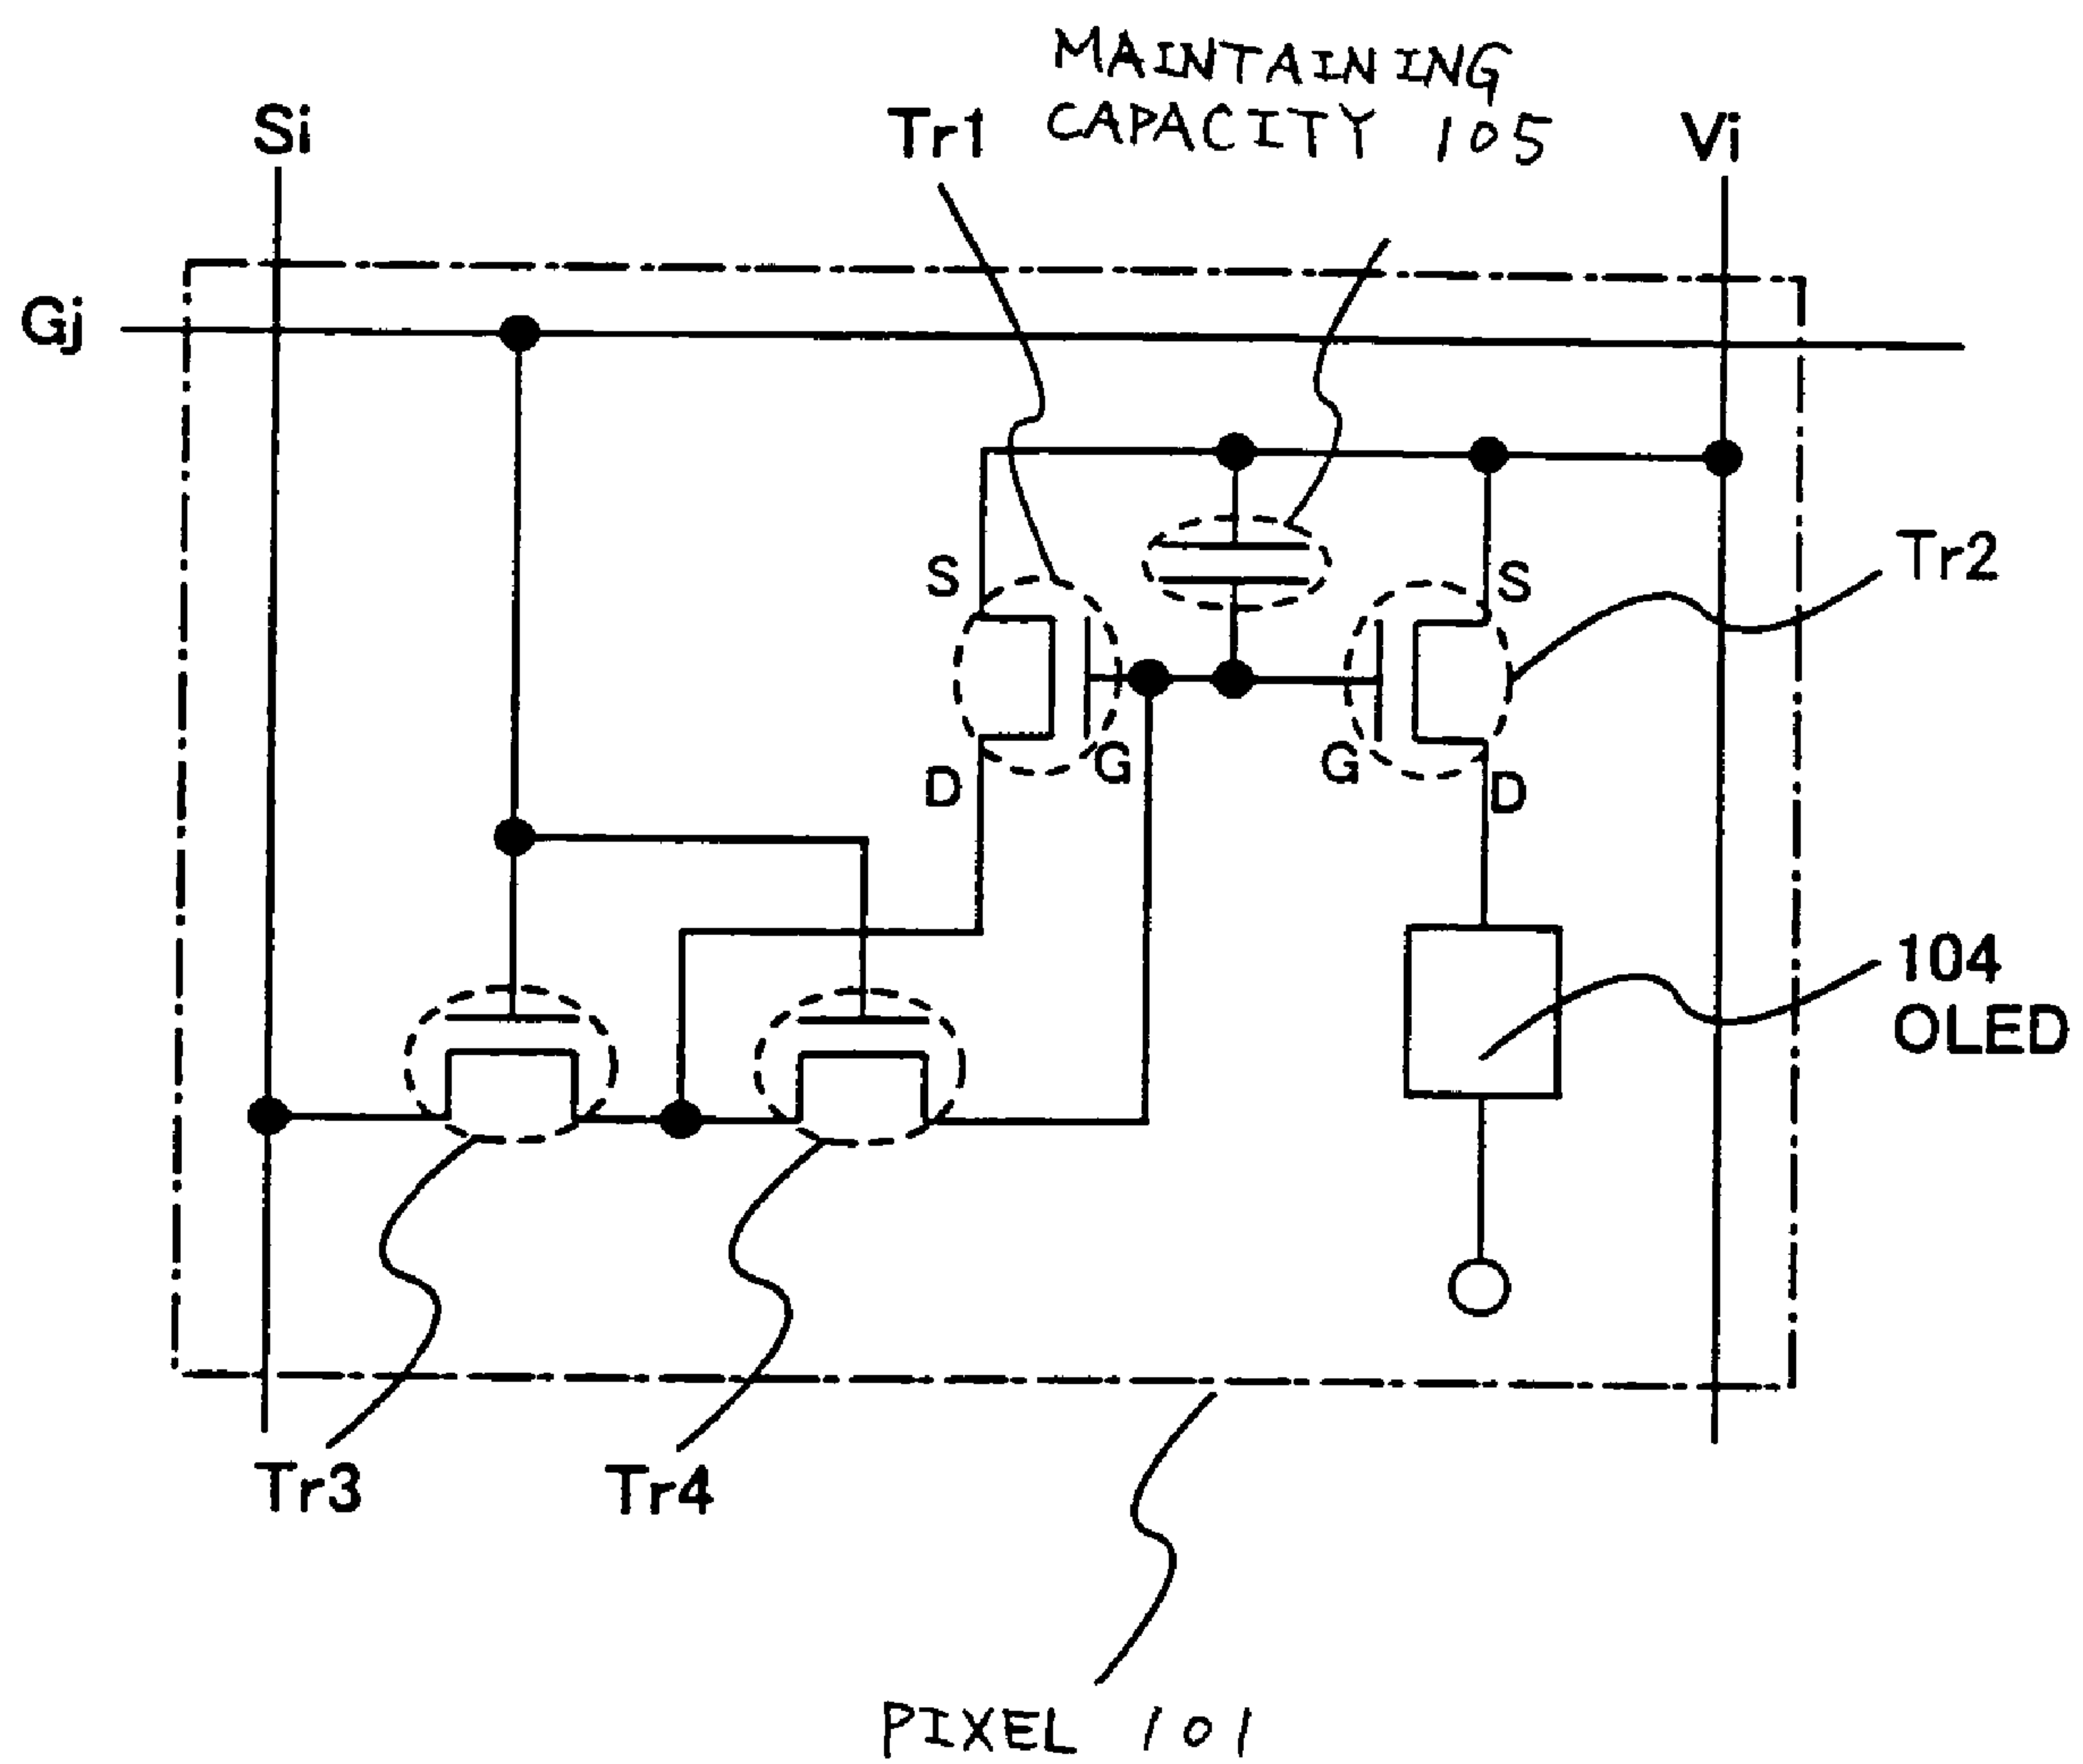 MAINTAINING
CAPACITY 105
Si
Tr1
Vi
Gj
Tr2
S
S
G
G
D
D
104
OLED
Tr3
Tr4
PIXEL 101